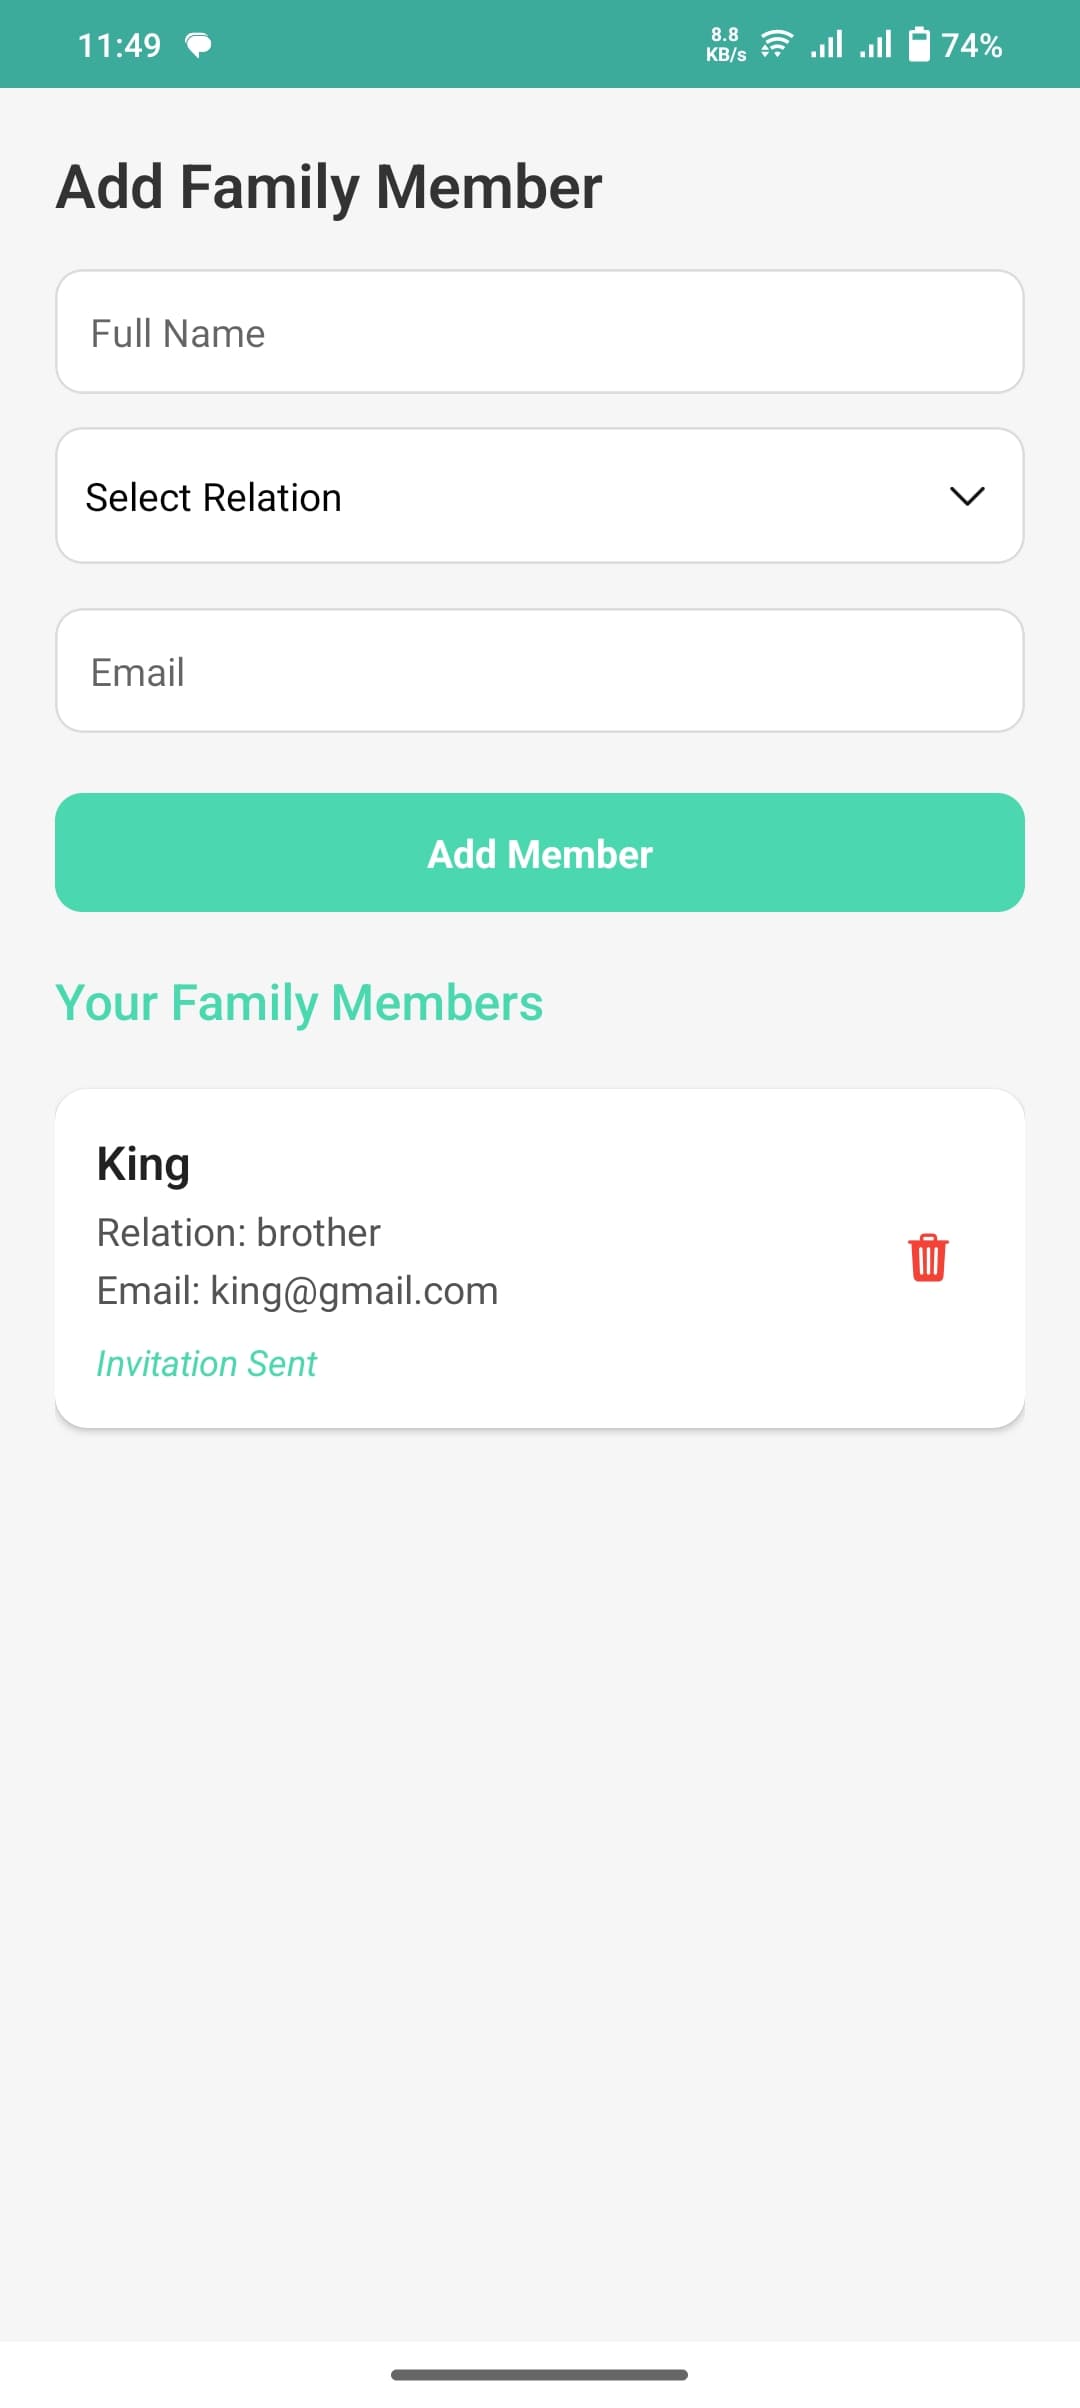 11:49
8.8
KB/s
74%
Add Family Member
Full Name
Select Relation
Email
Add Member
Your Family Members
King
Relation: brother
Email: king@gmail.com
Invitation Sent